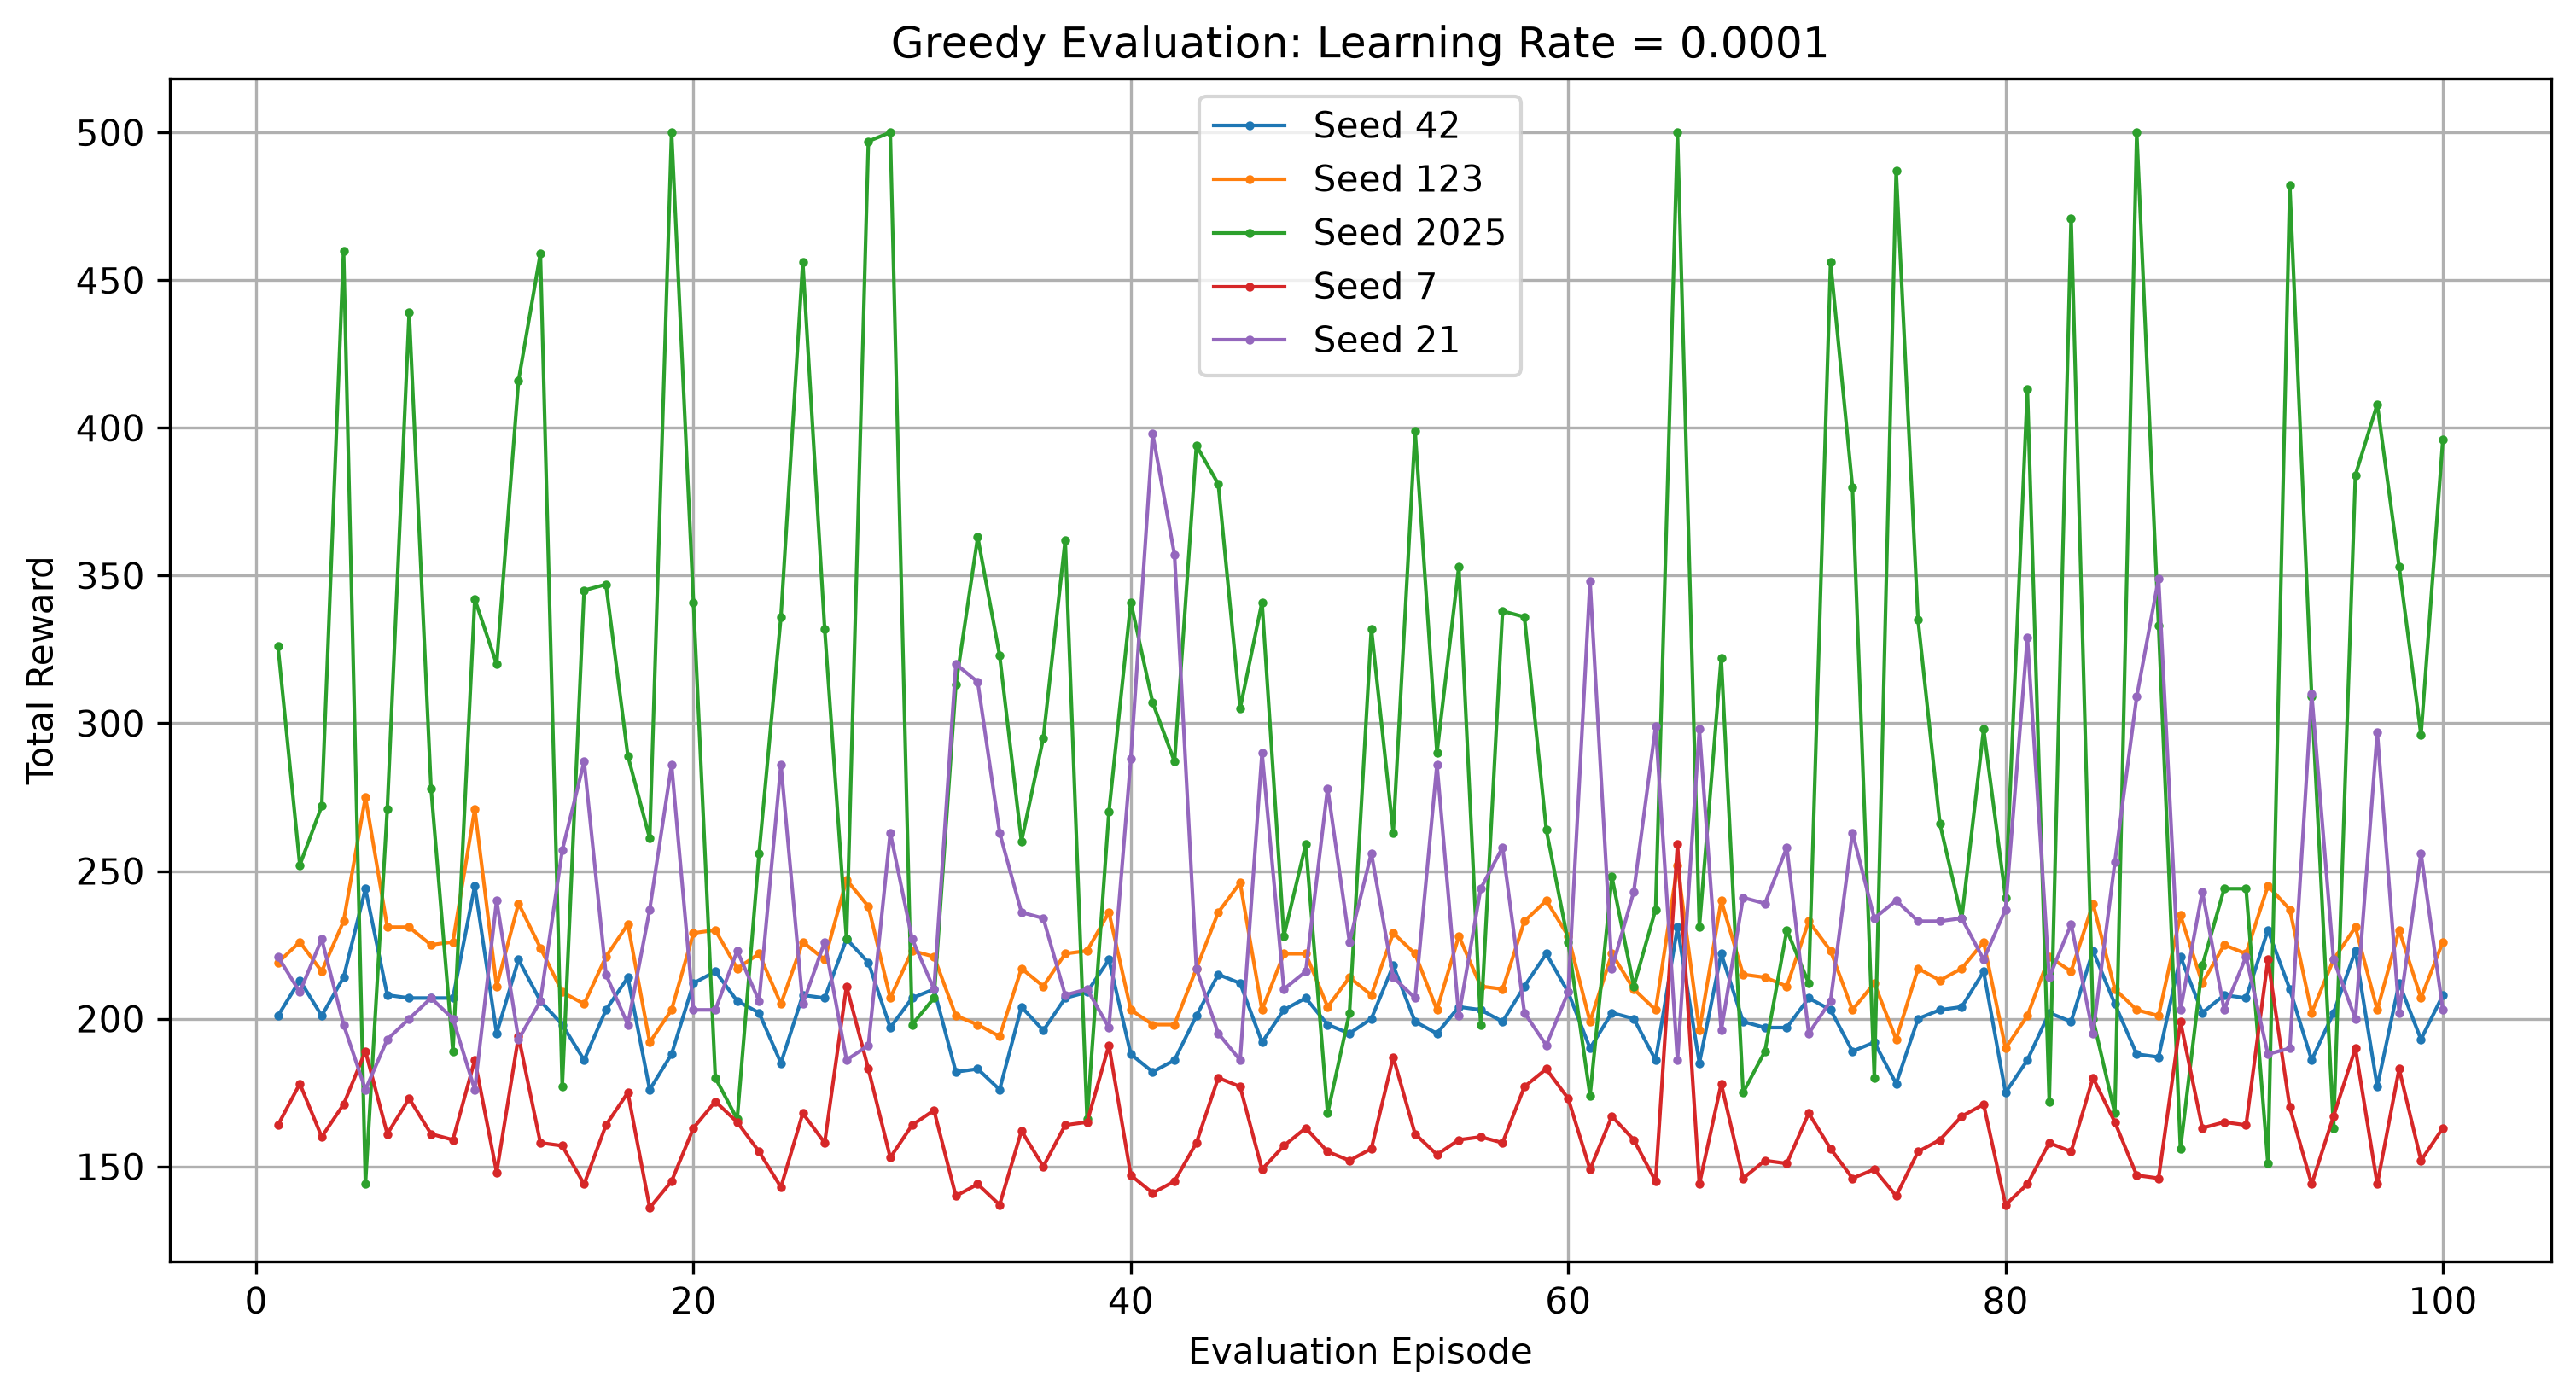 Greedy Evaluation: Learning Rate = 0.0001
500
450
400
350
300
250
200
150
Total Reward
Seed 42
Seed 123
Seed 2025
Seed 7
Seed 21
0
20
40
60
80
100
Evaluation Episode